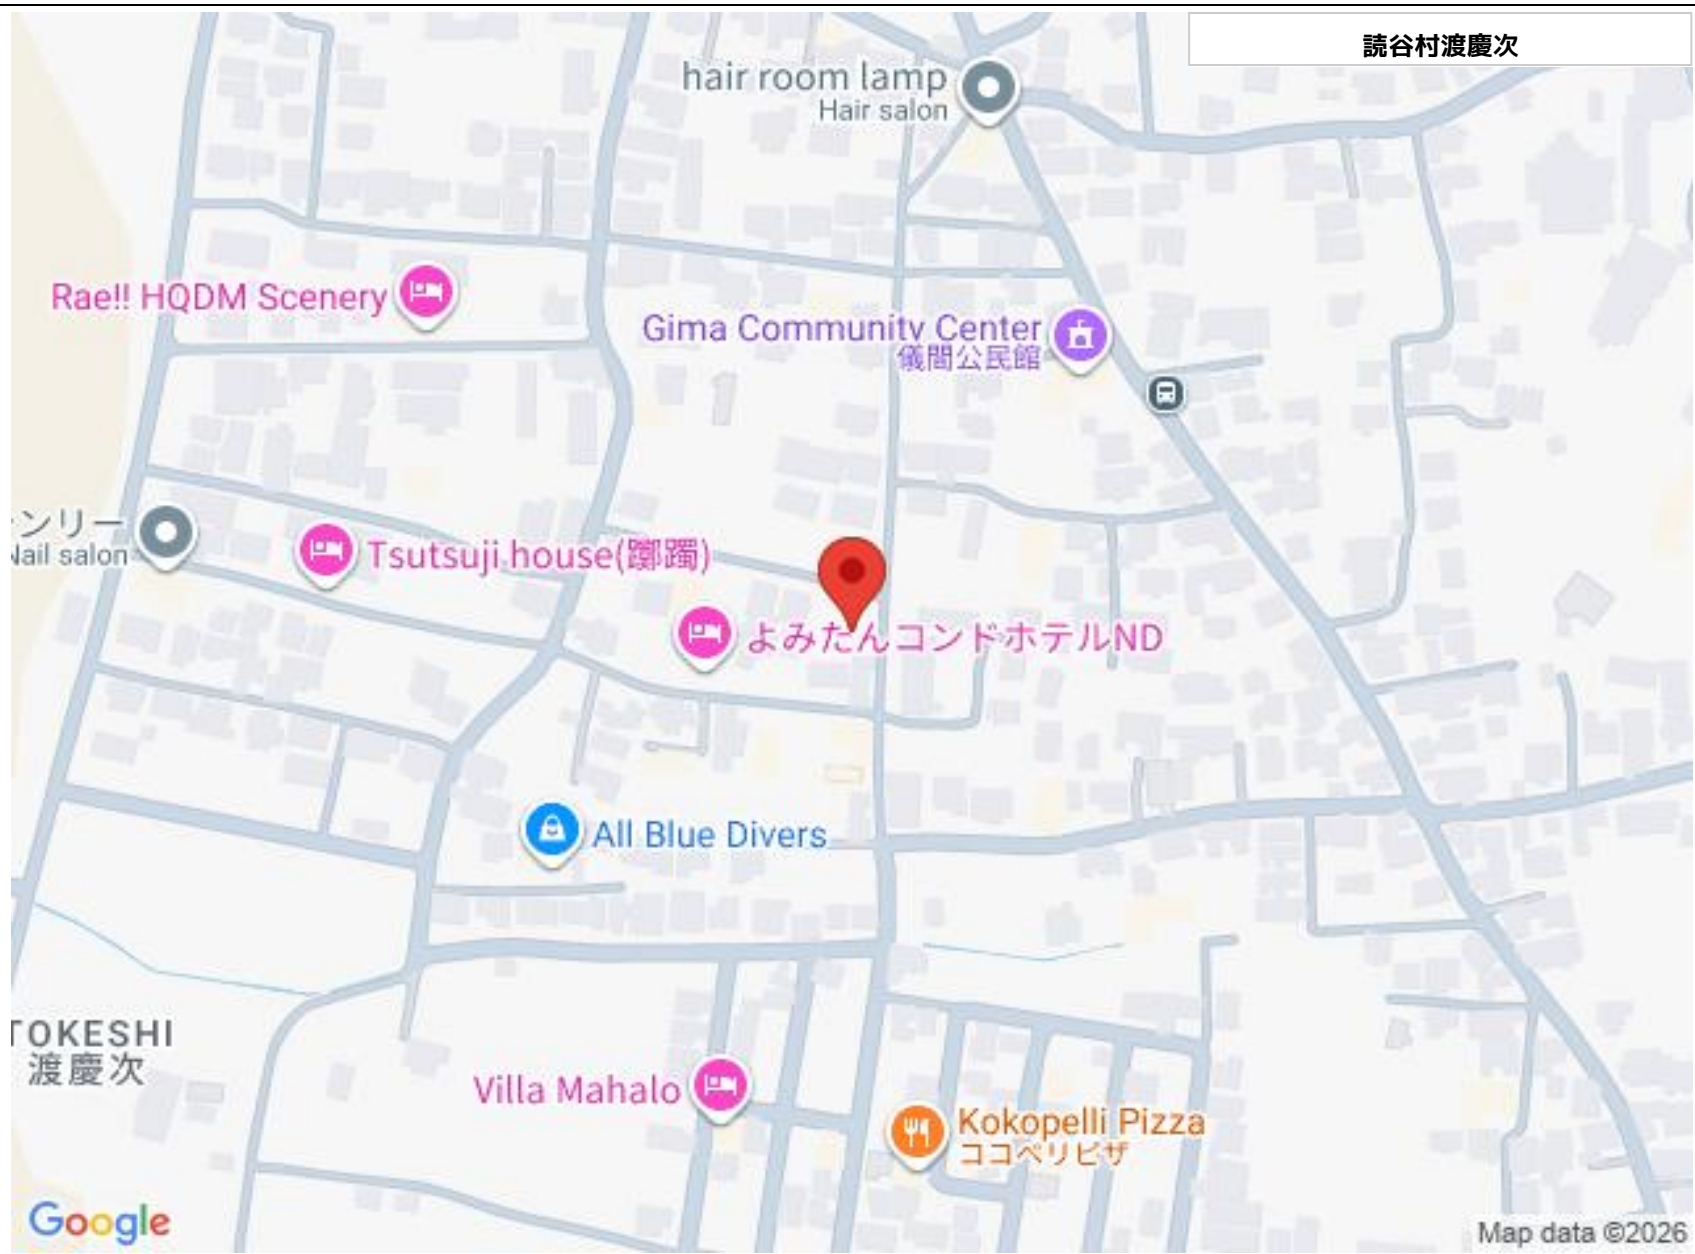 読谷村渡慶次
hair room lamp
Hair salon
Rae!! HQDM Scenery
Gima Community Center
儀間公民館
ンリー
Nail salon
Tsutsuji house(躑躅)
よみたんコンドホテルND
All Blue Divers
TOKESHI
渡慶次
Villa Mahalo
Kokopelli Pizza
ココペリピザ
Google
Map data ©2026